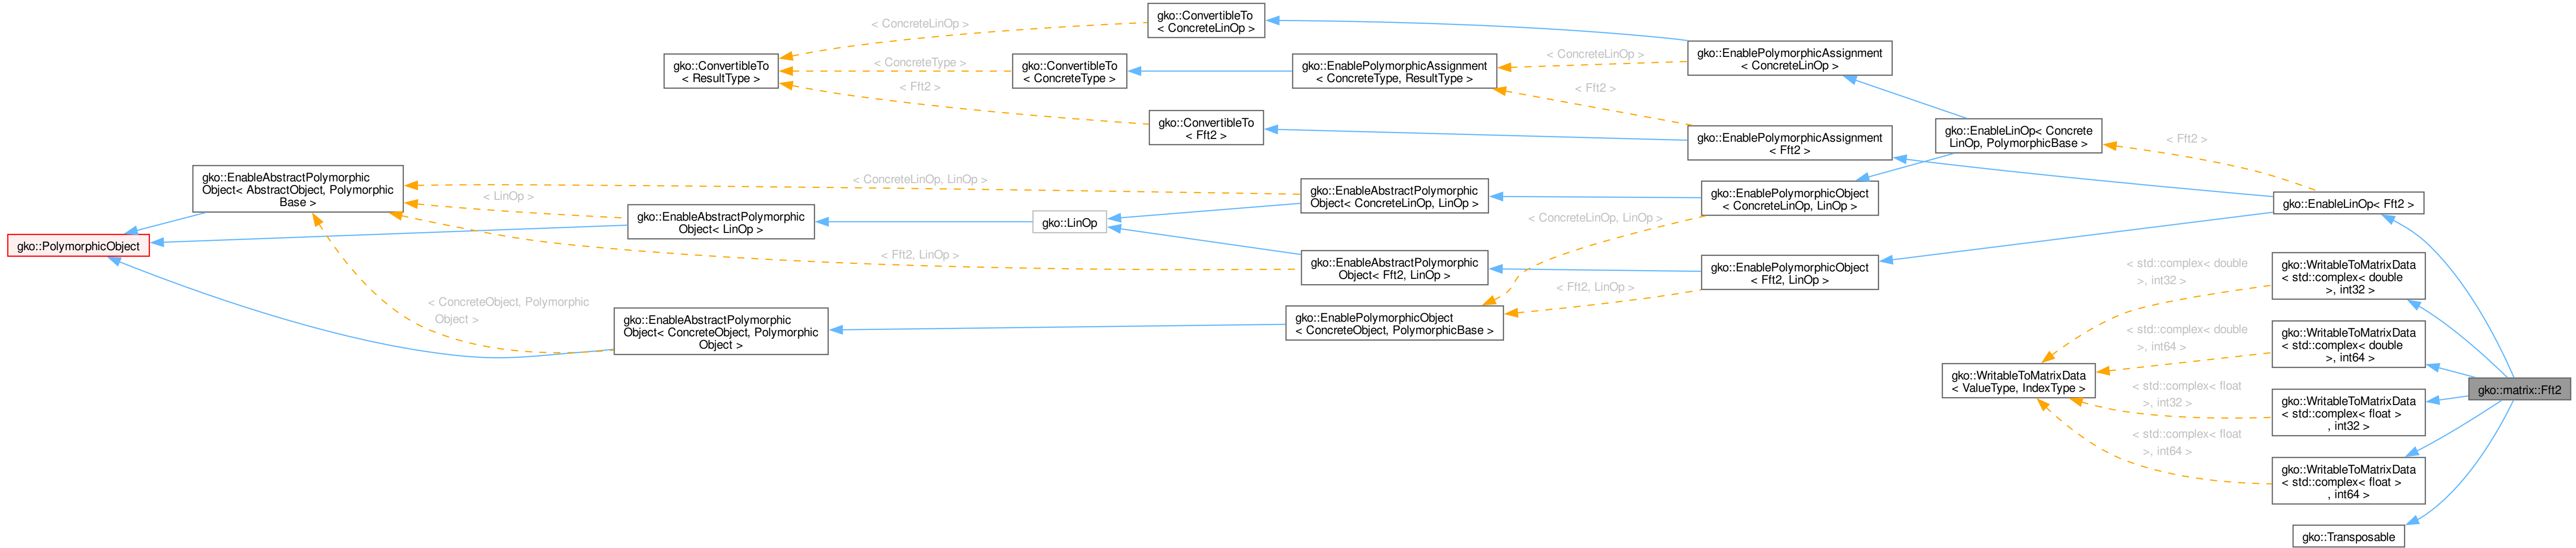 gko::PolymorphicObject
gko::EnableAbstractPolymorphic
Object< AbstractObject, Polymorphic
Base >
< ConcreteLinOp >
< ConcreteType >
< Fft2 >
gko::ConvertibleTo
< ResultType >
< ConcreteLinOp, LinOp >
< LinOp >
< Fft2, LinOp >
< ConcreteObject, Polymorphic
Object >
gko::EnableAbstractPolymorphic
Object< LinOp >
gko::EnableAbstractPolymorphic
Object< ConcreteObject, Polymorphic
Object >
gko::ConvertibleTo
< ConcreteLinOp >
gko::ConvertibleTo
< ConcreteType >
gko::ConvertibleTo
< Fft2 >
gko::LinOp
gko::EnablePolymorphicAssignment
< ConcreteType, ResultType >
gko::EnableAbstractPolymorphic
Object< ConcreteLinOp, LinOp >
gko::EnableAbstractPolymorphic
Object< Fft2, LinOp >
gko::EnablePolymorphicObject
< ConcreteObject, PolymorphicBase >
< ConcreteLinOp >
< Fft2 >
< ConcreteLinOp, LinOp >
< Fft2, LinOp >
gko::EnablePolymorphicAssignment
< ConcreteLinOp >
gko::EnablePolymorphicAssignment
< Fft2 >
gko::EnablePolymorphicObject
< ConcreteLinOp, LinOp >
gko::EnablePolymorphicObject
< Fft2, LinOp >
gko::EnableLinOp< Concrete
LinOp, PolymorphicBase >
gko::WritableToMatrixData
< ValueType, IndexType >
< Fft2 >
< std::complex< double
>, int32 >
< std::complex< double
>, int64 >
< std::complex< float
>, int32 >
< std::complex< float
>, int64 >
gko::EnableLinOp< Fft2 >
gko::WritableToMatrixData
< std::complex< double
>, int32 >
gko::WritableToMatrixData
< std::complex< double
>, int64 >
gko::WritableToMatrixData
< std::complex< float >
, int32 >
gko::WritableToMatrixData
< std::complex< float >
, int64 >
gko::Transposable
gko::matrix::Fft2